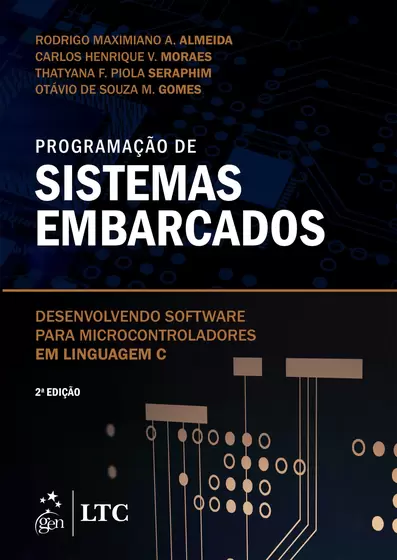 RODRIGO MAXIMIANO A. ALMEIDA
CARLOS HENRIQUE V. MORAES
THATYANA F. PIOLA SERAPHIM
OTÁVIO DE SOUZA M. GOMES
PROGRAMAÇÃO DE
SISTEMAS
EMBARCADOS
DESENVOLVENDO SOFTWARE
PARA MICROCONTROLADORES
EM LINGUAGEM C
2ª EDIÇÃO
gen LTC